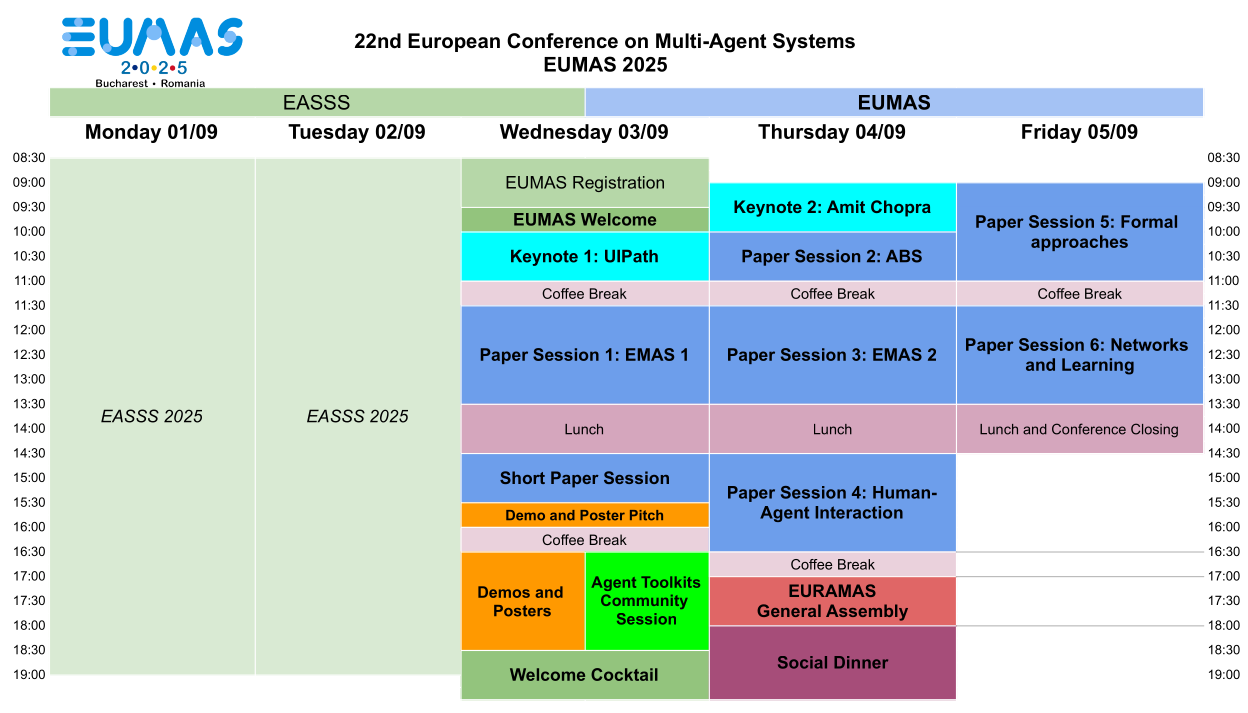 EUMAS
2•0•2•5
Bucharest • Romania
22nd European Conference on Multi-Agent Systems
EUMAS 2025
EASSS
EUMAS
Monday 01/09
Tuesday 02/09
Wednesday 03/09
Thursday 04/09
Friday 05/09
08:30
09:00
09:30
10:00
10:30
11:00
11:30
12:00
12:30
13:00
13:30
14:00
14:30
15:00
15:30
16:00
16:30
17:00
17:30
18:00
18:30
19:00
EASSS 2025
EASSS 2025
EUMAS Registration
EUMAS Welcome
Keynote 1: UIPath
Coffee Break
Paper Session 1: EMAS 1
Lunch
Short Paper Session
Demo and Poster Pitch
Coffee Break
Demos and
Posters
Agent Toolkits
Community
Session
Welcome Cocktail
Keynote 2: Amit Chopra
Paper Session 2: ABS
Coffee Break
Paper Session 3: EMAS 2
Lunch
Paper Session 4: Human-
Agent Interaction
Coffee Break
EURAMAS
General Assembly
Social Dinner
Paper Session 5: Formal
approaches
Coffee Break
Paper Session 6: Networks
and Learning
Lunch and Conference Closing
08:30
09:00
09:30
10:00
10:30
11:00
11:30
12:00
12:30
13:00
13:30
14:00
14:30
15:00
15:30
16:00
16:30
17:00
17:30
18:00
18:30
19:00